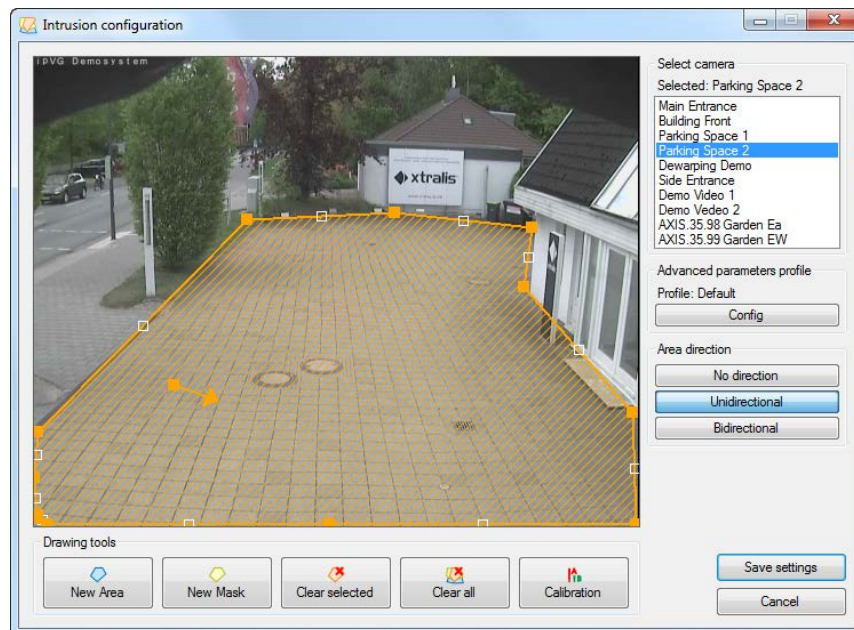 Intrusion configuration
ipVG Demosystem
xtralis
Select camera
Selected: Parking Space 2
Main Entrance
Building Front
Parking Space 1
Parking Space 2
Dewarping Demo
Side Entrance
Demo Video 1
Demo Vedeo 2
AXIS.35.98 Garden Ea
AXIS.35.99 Garden EW
Advanced parameters profile
Profile: Default
Config
Area direction
No direction
Unidirectional
Bidirectional
Drawing tools
New Area
New Mask
Clear selected
Clear all
Calibration
Save settings
Cancel